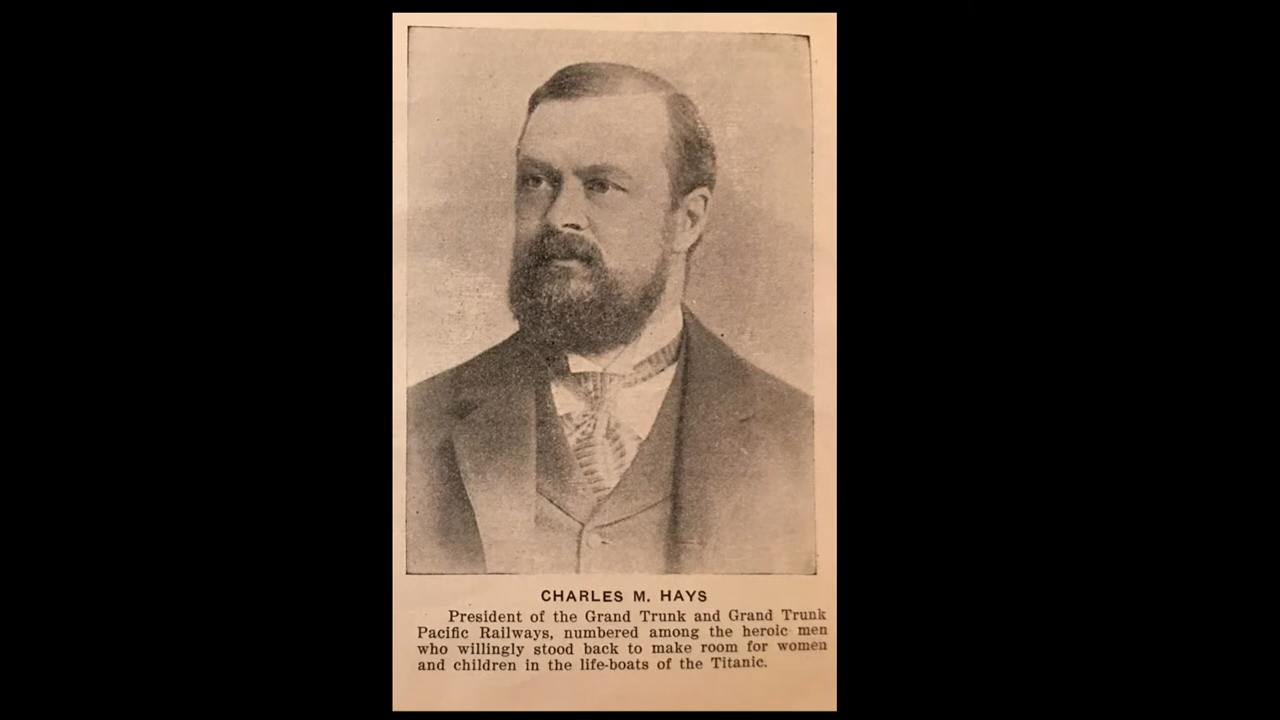 CHARLES M. HAYS
President of the Grand Trunk and Grand Trunk
Pacific Railways, numbered among the heroic men
who willingly stood back to make room for women
and children in the life-boats of the Titanic.